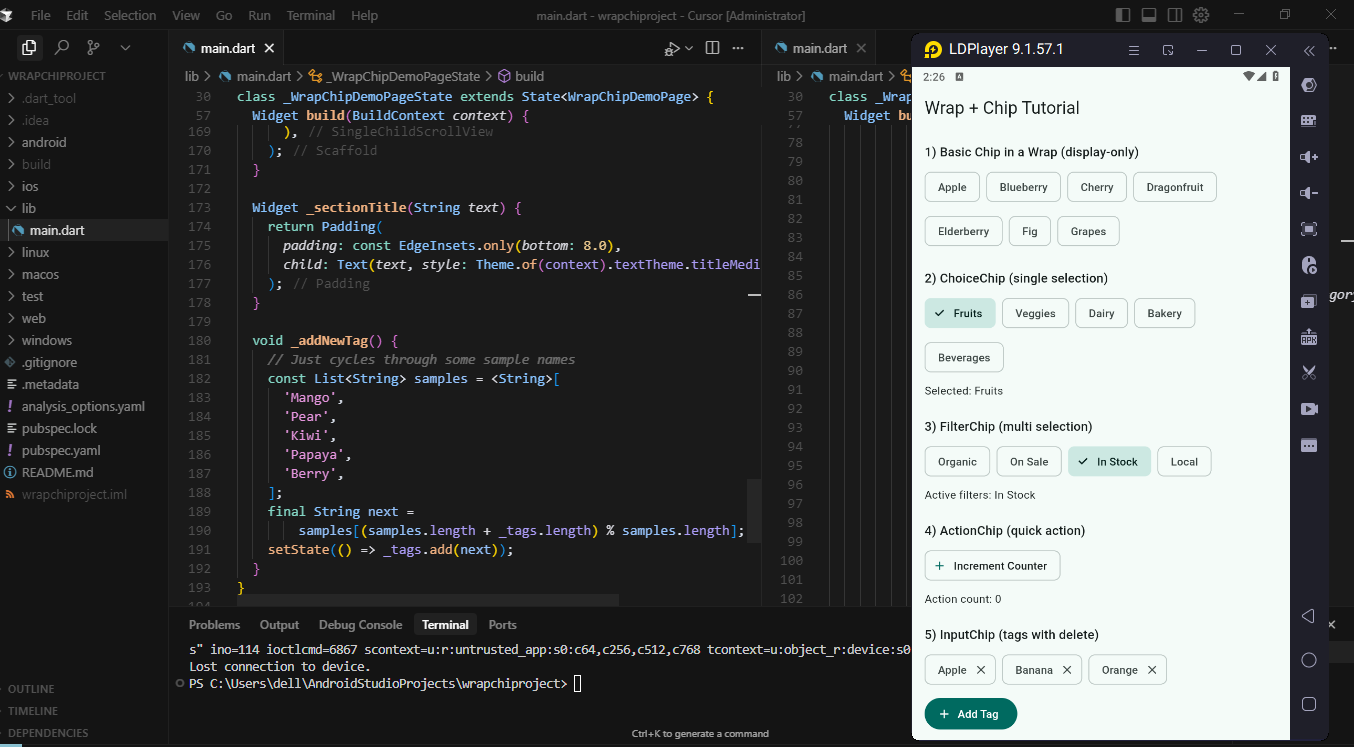 File Edit Selection View Go Run Terminal Help
main.dart - wrapchiproject - Cursor [Administrator]
WRAPCHIPROJECT
.dart_tool
.idea
android
build
ios
lib
main.dart
linux
macos
test
web
windows
.gitignore
.metadata
analysis_options.yaml
pubspec.lock
pubspec.yaml
README.md
wrapchiproject.iml
OUTLINE
TIMELINE
DEPENDENCIES
main.dart
lib > main.dart > _WrapChipDemoPageState > build
30 class _WrapChipDemoPageState extends State<WrapChipDemoPage> {
57 Widget build(BuildContext context) {
169 ), // SingleChildScrollView
170 ); // Scaffold
171 }
172
173 Widget _sectionTitle(String text) {
174 return Padding(
175 padding: const EdgeInsets.only(bottom: 8.0),
176 child: Text(text, style: Theme.of(context).textTheme.titleMedi
177 ); // Padding
178 }
179
180 void _addNewTag() {
181 // Just cycles through some sample names
182 const List<String> samples = <String>[
183 'Mango',
184 'Pear',
185 'Kiwi',
186 'Papaya',
187 'Berry',
188 ];
189 final String next =
190 samples[(samples.length + _tags.length) % samples.length];
191 setState(() => _tags.add(next));
192 }
193 }
main.dart
lib > main.dart >
30 class _Wrap
57 Widget bu
78
79
80
81
82
83
84
85
86
87
88
89
90
91
92
93
94
95
96
97
98
99
100
101
102
gory
Problems Output Debug Console Terminal Ports
s" ino=114 ioctlcmd=6867 scontext=u:r:untrusted_app:s0:c64,c256,c512,c768 tcontext=u:object_r:device:s0
Lost connection to device.
PS C:\Users\dell\AndroidStudioProjects\wrapchiproject>
Ctrl+K to generate a command
LDPlayer 9.1.57.1
2:26 A
Wrap + Chip Tutorial
1) Basic Chip in a Wrap (display-only)
Apple Blueberry Cherry Dragonfruit
Elderberry Fig Grapes
2) ChoiceChip (single selection)
Fruits Veggies Dairy Bakery
Beverages
Selected: Fruits
3) FilterChip (multi selection)
Organic On Sale In Stock Local
Active filters: In Stock
4) ActionChip (quick action)
+ Increment Counter
Action count: 0
5) InputChip (tags with delete)
Apple Banana Orange
+ Add Tag
APK